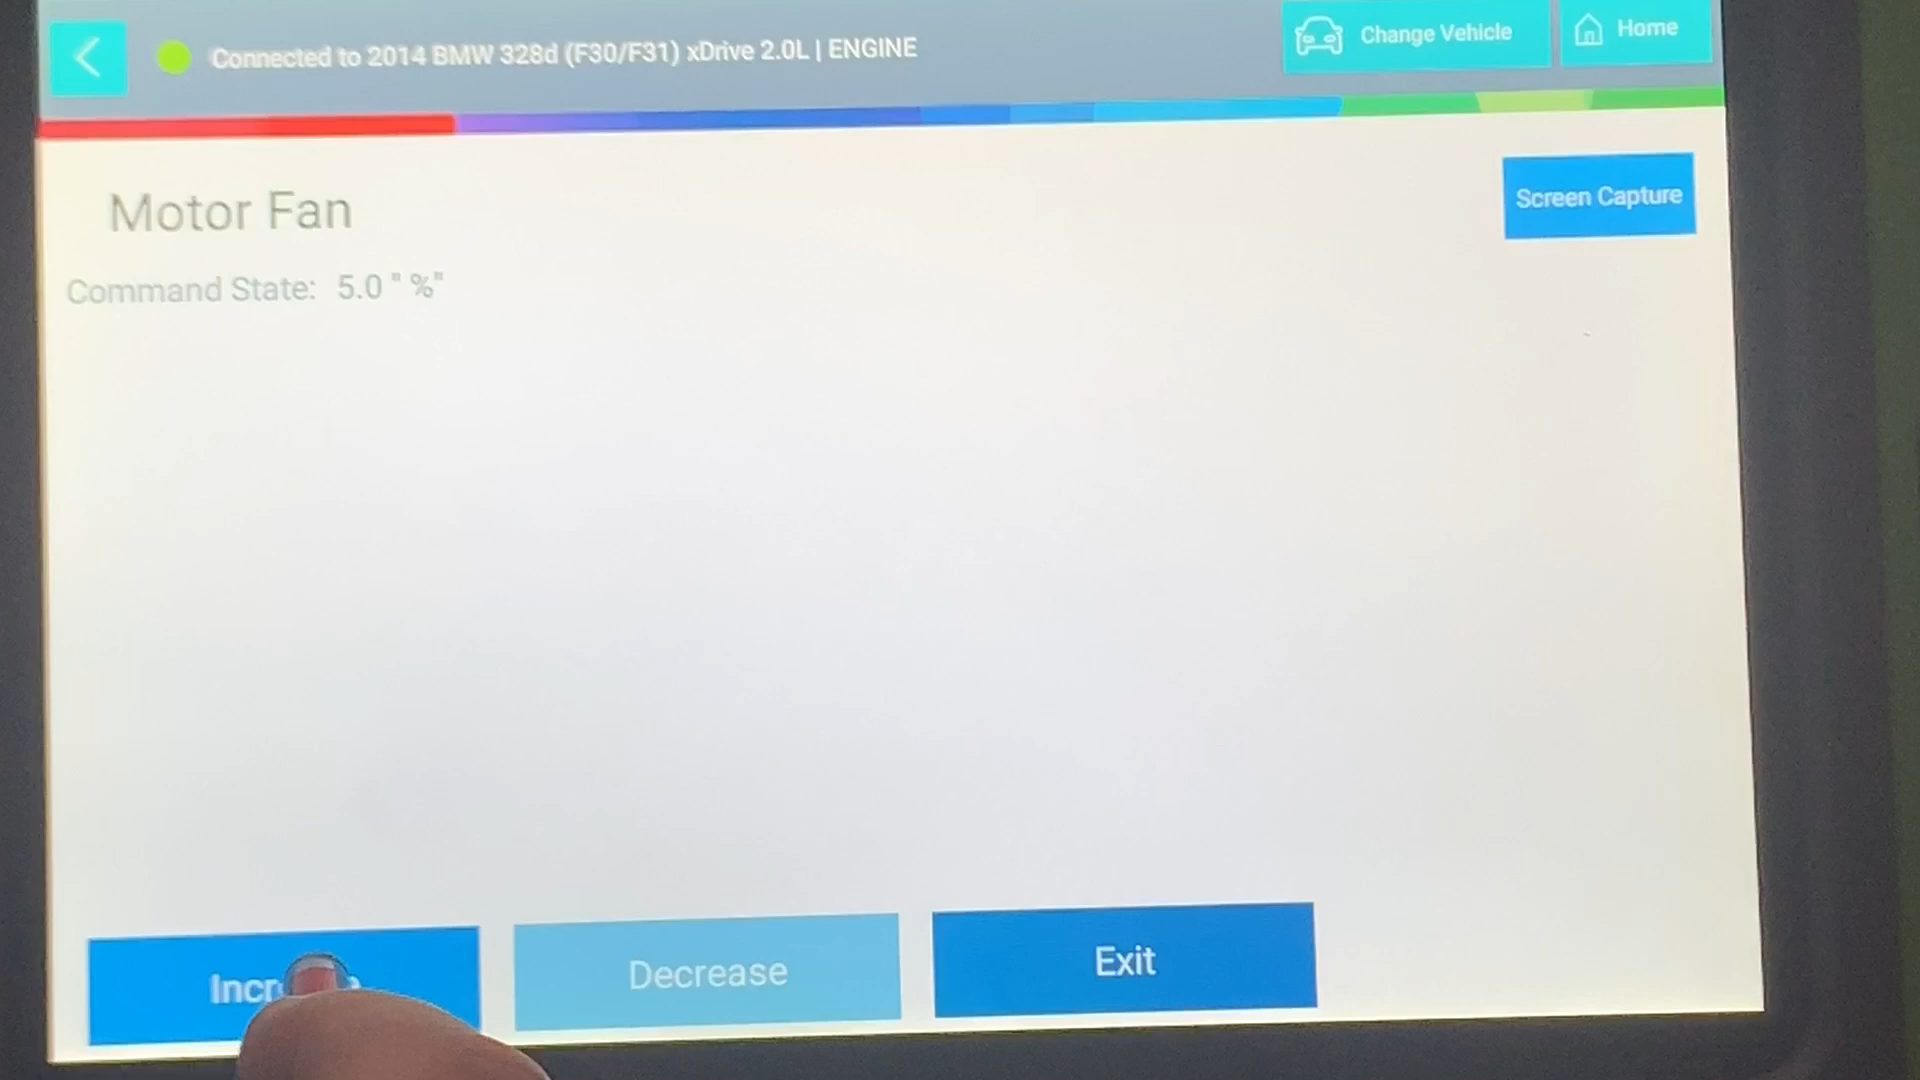 Connected to 2014 BMW 328d (F30/F31) xDrive 2.0L | ENGINE
Change Vehicle
Home
Motor Fan
Screen Capture
Command State: 5.0 " %"
Decrease
Exit